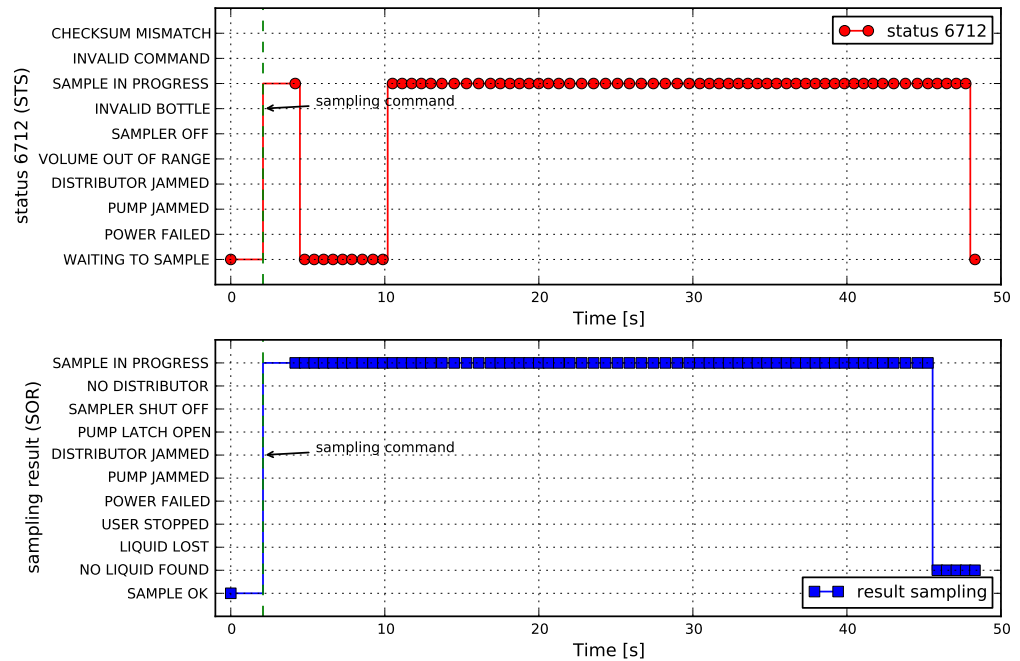 status 6712 (STS)
CHECKSUM MISMATCH
INVALID COMMAND
SAMPLE IN PROGRESS
INVALID BOTTLE
SAMPLER OFF
VOLUME OUT OF RANGE
DISTRIBUTOR JAMMED
PUMP JAMMED
POWER FAILED
WAITING TO SAMPLE
status 6712
sampling command
0 10 20 30 40 50
Time [s]
sampling result (SOR)
SAMPLE IN PROGRESS
NO DISTRIBUTOR
SAMPLER SHUT OFF
PUMP LATCH OPEN
DISTRIBUTOR JAMMED
PUMP JAMMED
POWER FAILED
USER STOPPED
LIQUID LOST
NO LIQUID FOUND
SAMPLE OK
sampling command
result sampling
0 10 20 30 40 50
Time [s]